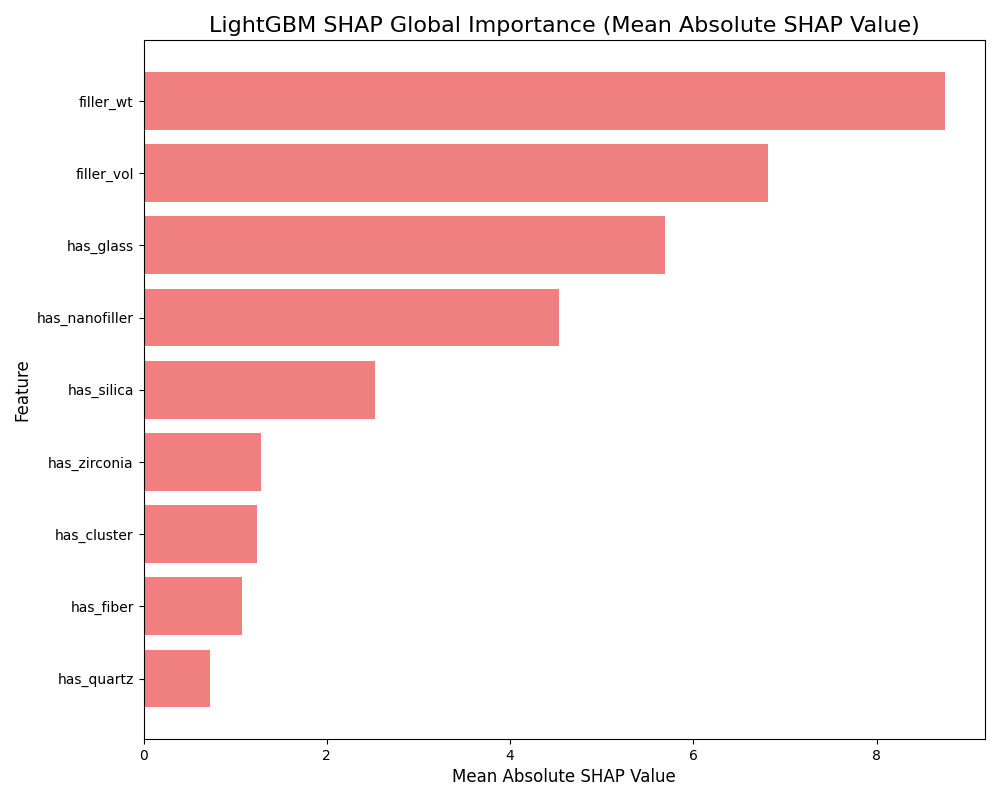 LightGBM SHAP Global Importance (Mean Absolute SHAP Value)
Feature
filler_wt
filler_vol
has_glass
has_nanofiller
has_silica
has_zirconia
has_cluster
has_fiber
has_quartz
0 2 4 6 8
Mean Absolute SHAP Value